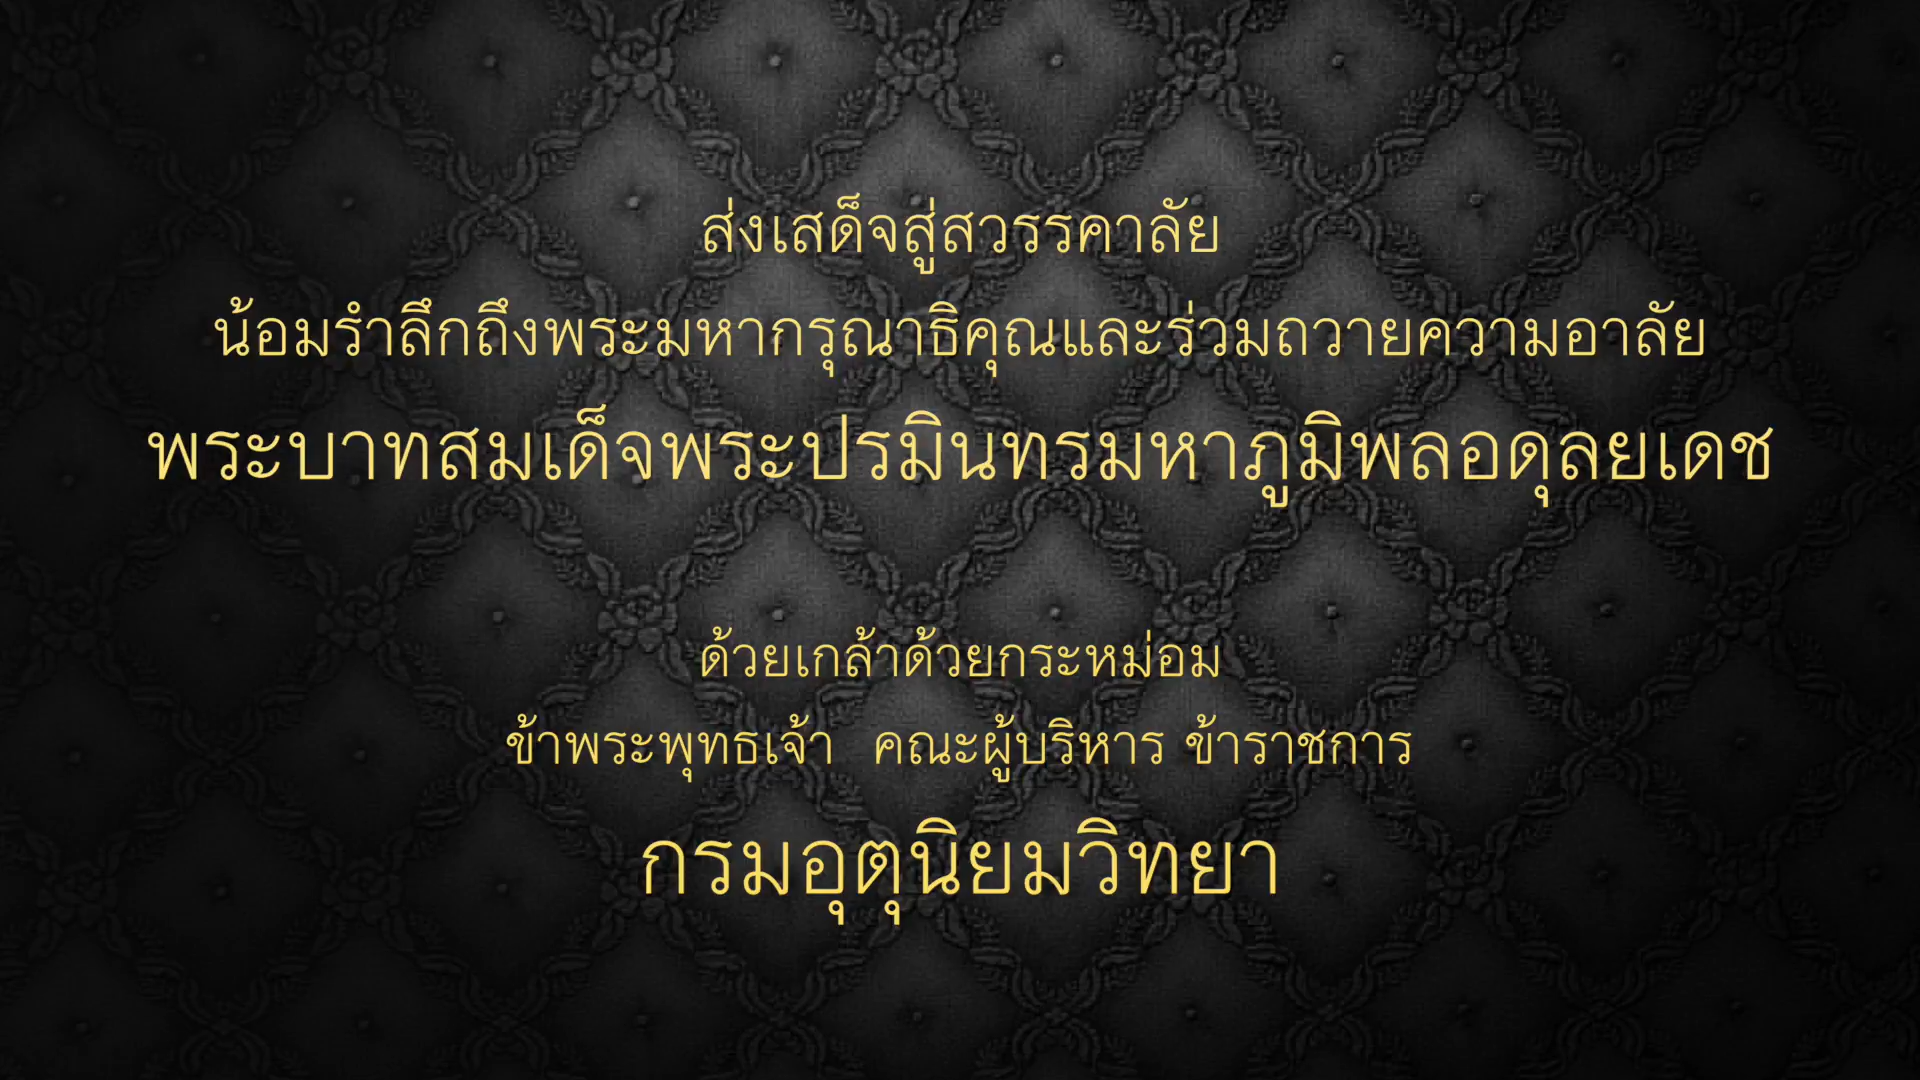 ส่งเสด็จสู่สวรรคาลัย
น้อมรำลึกถึงพระมหากรุณาธิคุณและร่วมถวายความอาลัย
พระบาทสมเด็จพระปรมินทรมหาภูมิพลอดุลยเดช
ด้วยเกล้าด้วยกระหม่อม
ข้าพระพุทธเจ้า คณะผู้บริหาร ข้าราชการ
กรมอุตุนิยมวิทยา